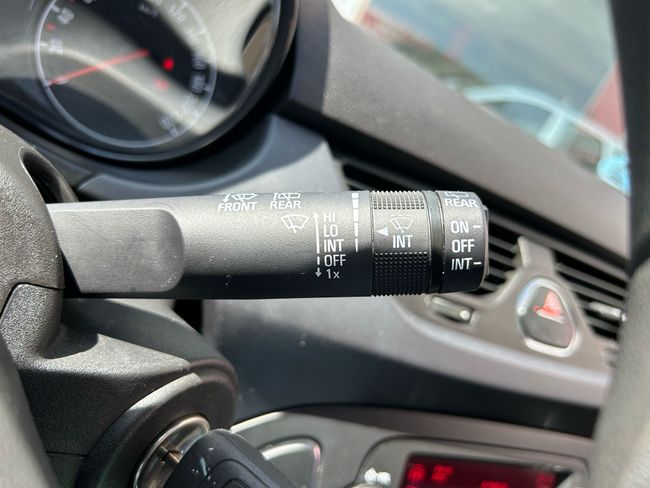 FRONT
REAR
HI
LO
INT
OFF
1x
INT
REAR
ON
OFF
INT